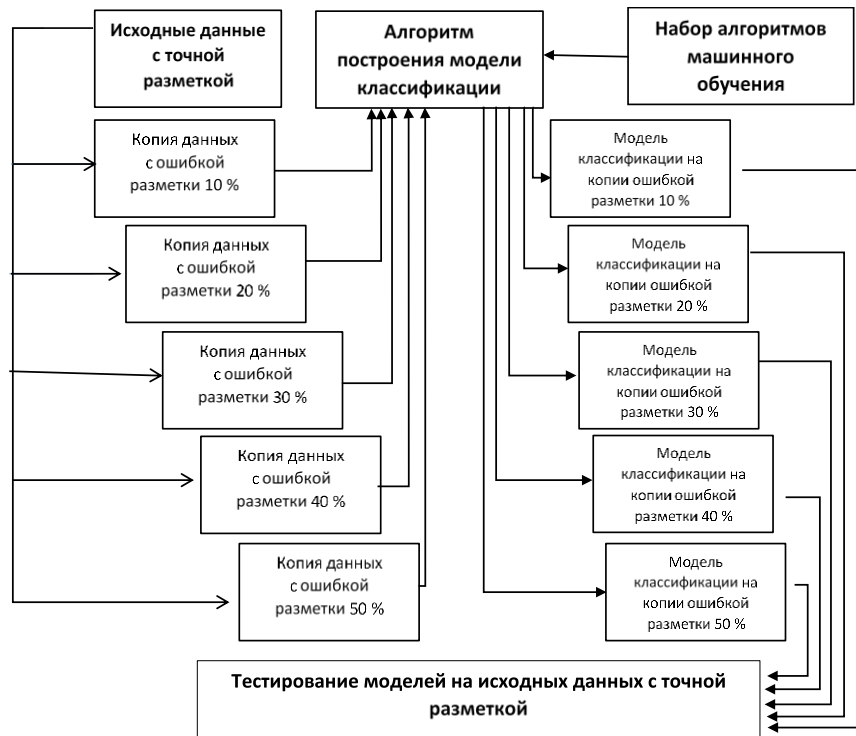 Исходные данные
с точной
разметкой
Алгоритм
построения модели
классификации
Набор алгоритмов
машинного
обучения
Копия данных
с ошибкой
разметки 10 %
Модель
классификации на
копии ошибкой
разметки 10 %
Копия данных
с ошибкой
разметки 20 %
Модель
классификации на
копии ошибкой
разметки 20 %
Копия данных
с ошибкой
разметки 30 %
Модель
классификации на
копии ошибкой
разметки 30 %
Копия данных
с ошибкой
разметки 40 %
Модель
классификации на
копии ошибкой
разметки 40 %
Копия данных
с ошибкой
разметки 50 %
Модель
классификации на
копии ошибкой
разметки 50 %
Тестирование моделей на исходных данных с точной
разметкой